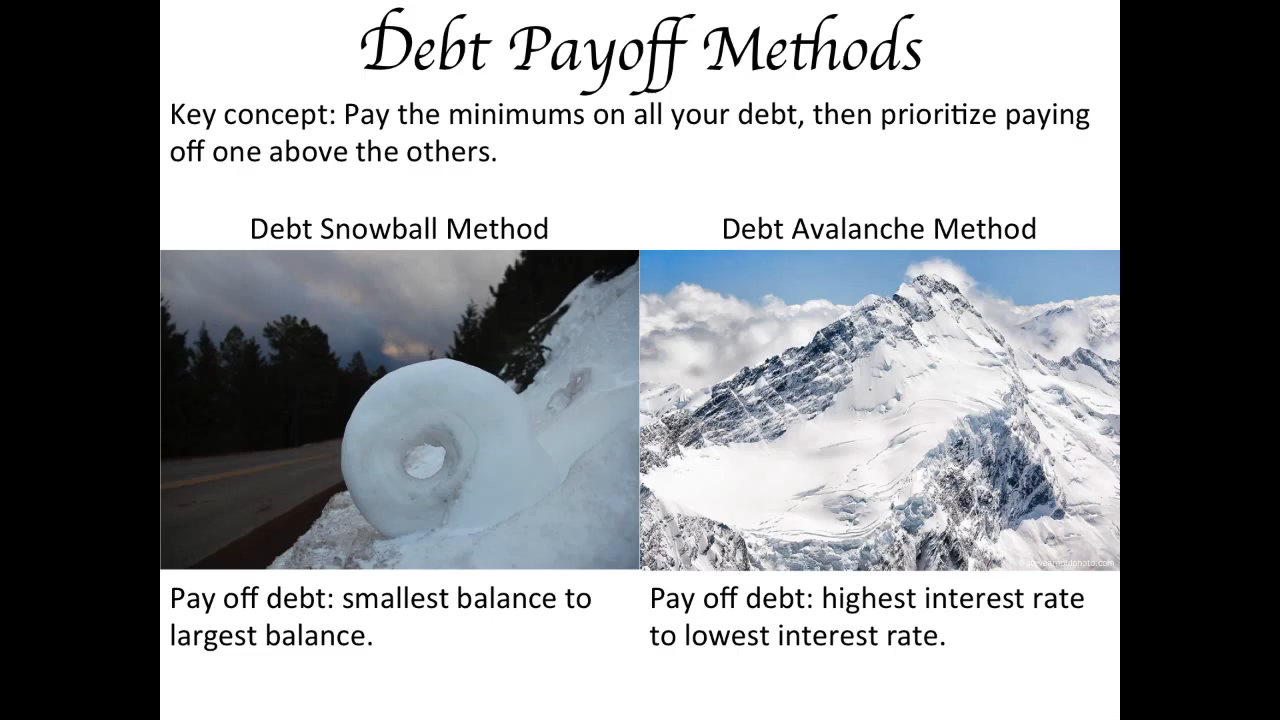 Debt Payoff Methods
Key concept: Pay the minimums on all your debt, then prioritize paying
off one above the others.
Debt Snowball Method
Debt Avalanche Method
Pay off debt: smallest balance to
largest balance.
Pay off debt: highest interest rate
to lowest interest rate.